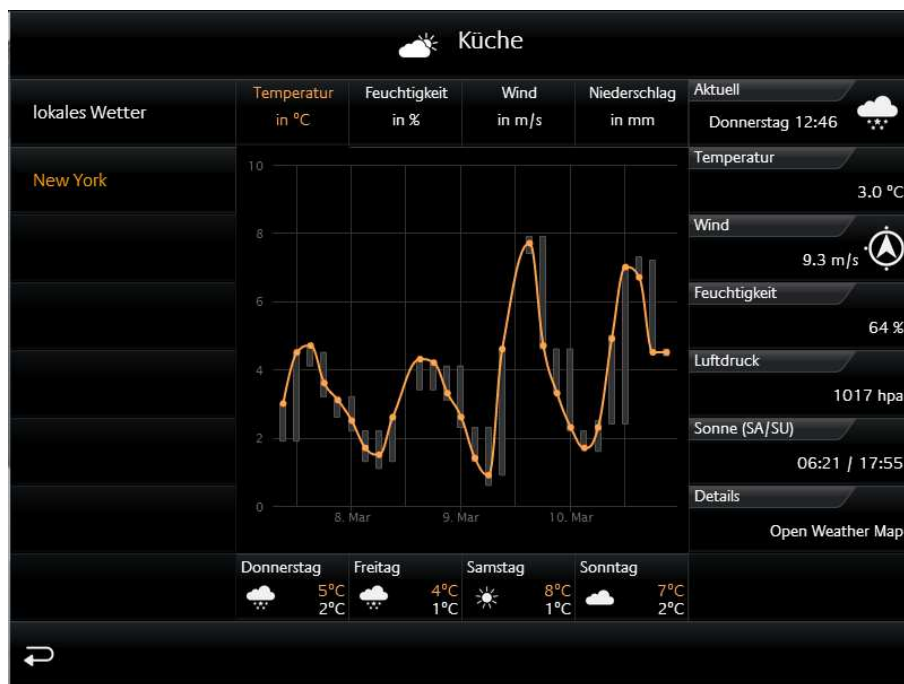 Küche
lokales Wetter
New York
Temperatur
in °C
Feuchtigkeit
in %
Wind
in m/s
Niederschlag
in mm
10
8
6
4
2
0
8. Mar
9. Mar
10. Mar
Aktuell
Donnerstag 12:46
Temperatur
3.0 °C
Wind
9.3 m/s
Feuchtigkeit
64 %
Luftdruck
1017 hpa
Sonne (SA/SU)
06:21 / 17:55
Details
Open Weather Map
Donnerstag
5°C
2°C
Freitag
4°C
1°C
Samstag
8°C
1°C
Sonntag
7°C
2°C